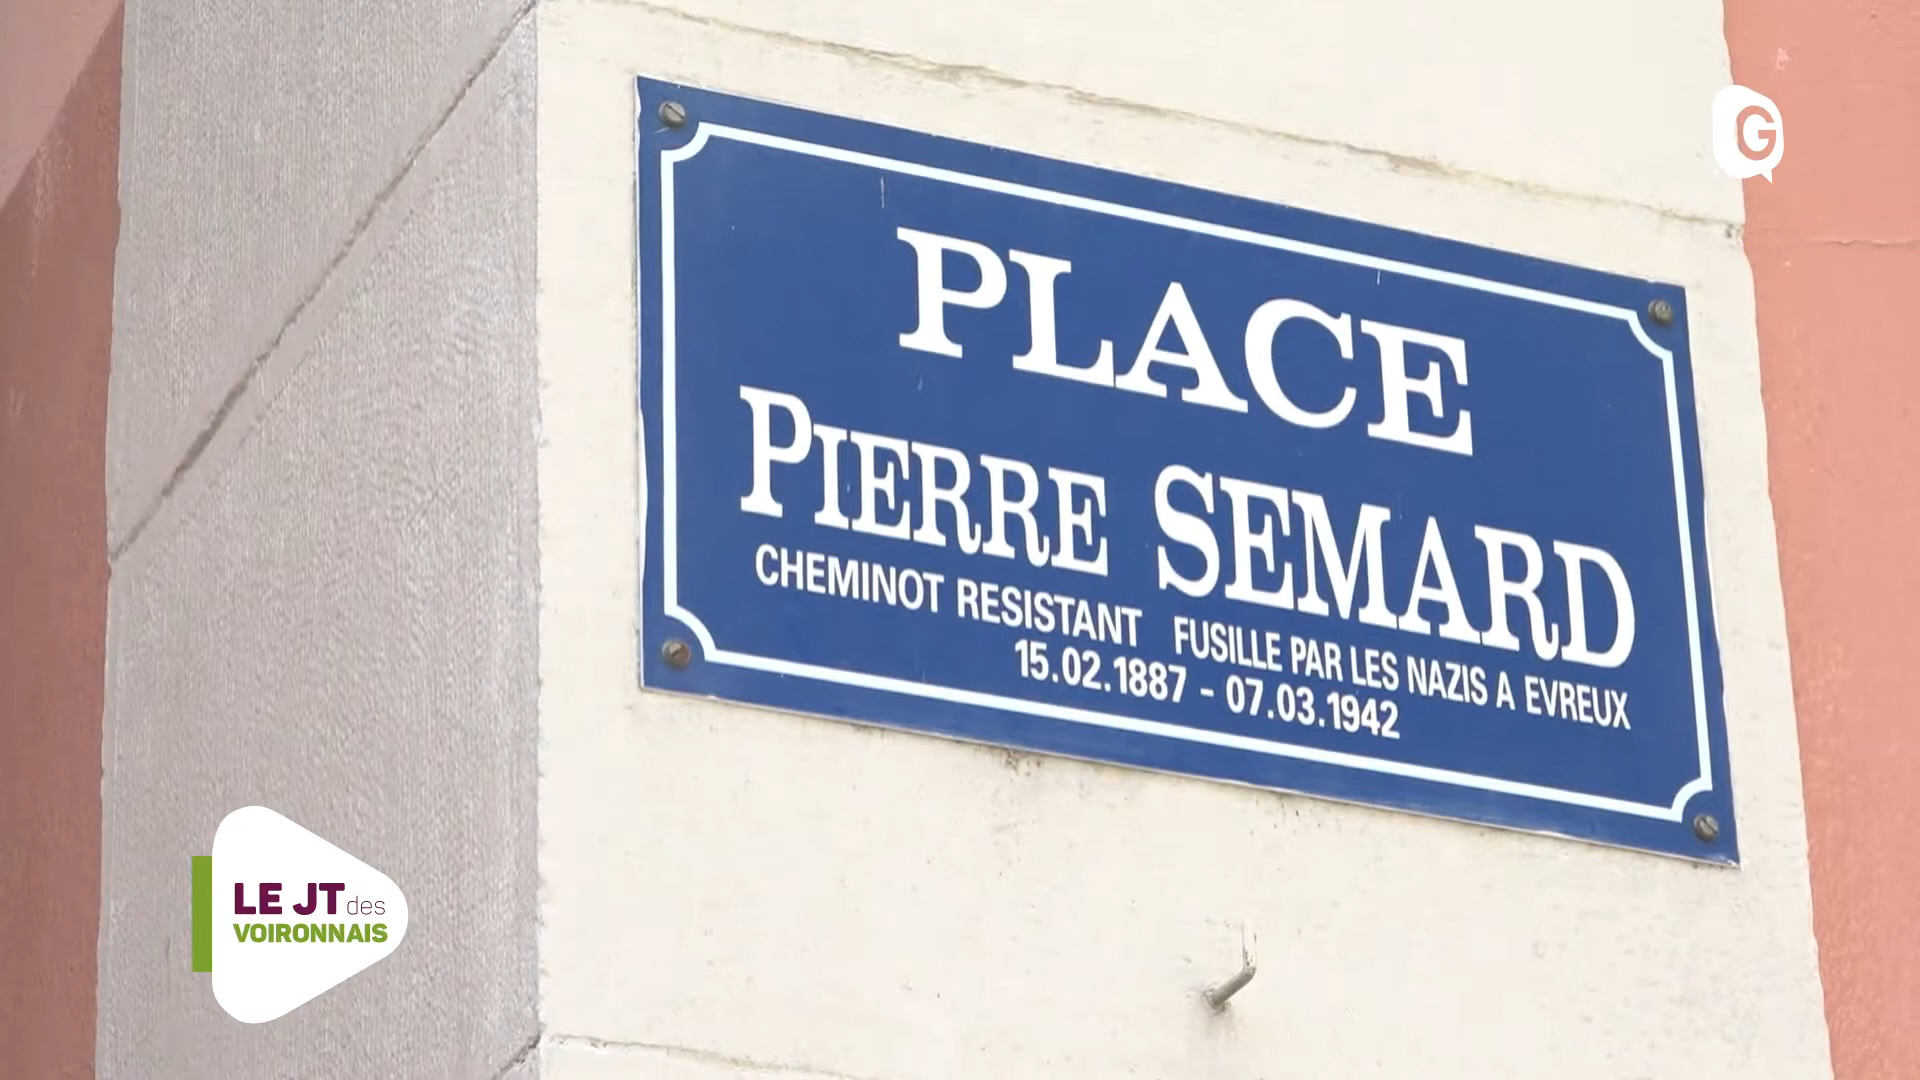 G
PLACE
PIERRE SEMARD
CHEMINOT RESISTANT FUSILLE PAR LES NAZIS A EVREUX
15.02.1887 - 07.03.1942
LE JT des
VOIRONNAIS